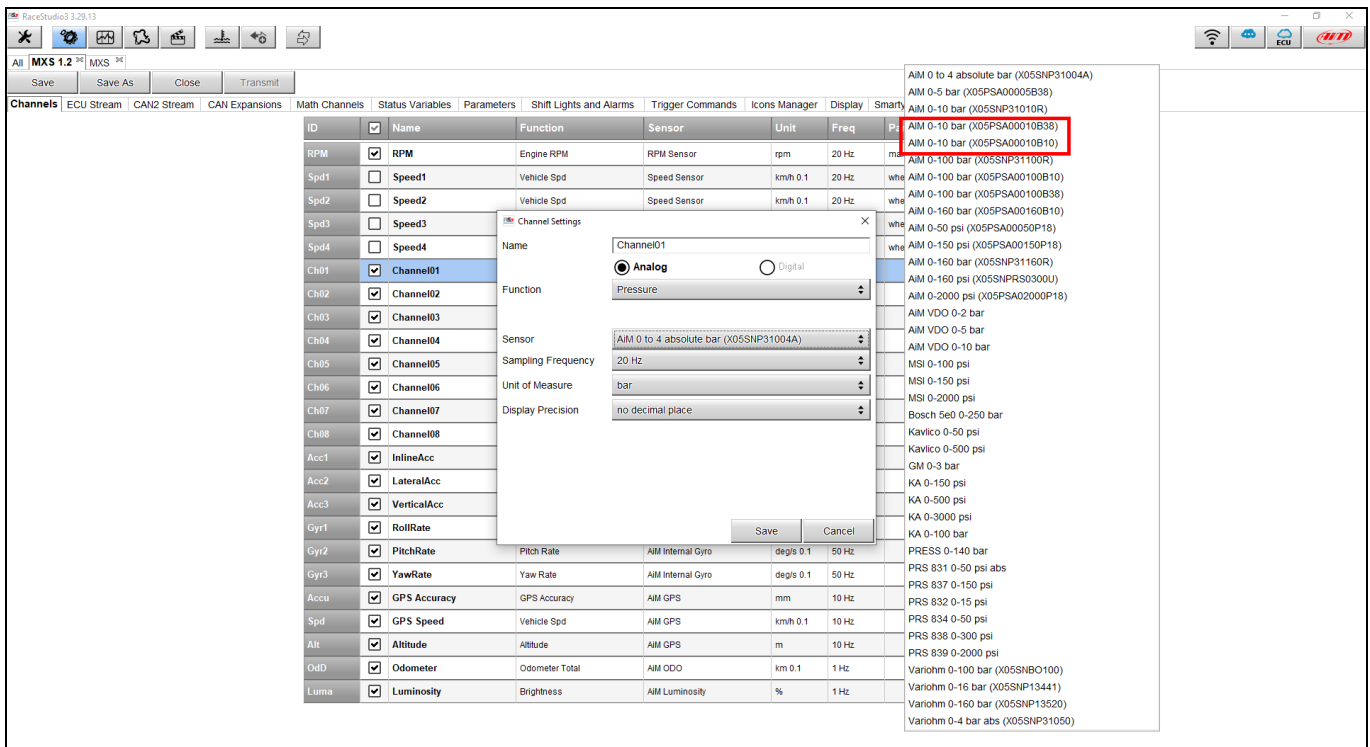 RaceStudio3 3.29.13
ECU
AiM
All MXS 1.2 MXS
Save Save As Close Transmit
Channels ECU Stream CAN2 Stream CAN Expansions Math Channels Status Variables Parameters Shift Lights and Alarms Trigger Commands Icons Manager Display Smarty
ID Name Function Sensor Unit Freq
RPM RPM Engine RPM RPM Sensor rpm 20 Hz
Spd1 Speed1 Vehicle Spd Speed Sensor km/h 0.1 20 Hz whe
Spd2 Speed2 Vehicle Spd Speed Sensor km/h 0.1 20 Hz whe
Spd3 Speed3 whe
Spd4 Speed4 whe
Ch01 Channel01
Ch02 Channel02
Ch03 Channel03
Ch04 Channel04
Ch05 Channel05
Ch06 Channel06
Ch07 Channel07
Ch08 Channel08
Acc1 InlineAcc
Acc2 LateralAcc
Acc3 VerticalAcc
Gyr1 RollRate
Gyr2 PitchRate Pitch Rate AiM Internal Gyro deg/s 0.1 50 Hz
Gyr3 YawRate Yaw Rate AiM Internal Gyro deg/s 0.1 50 Hz
Accu GPS Accuracy GPS Accuracy AiM GPS mm 10 Hz
Spd GPS Speed Vehicle Spd AiM GPS km/h 0.1 10 Hz
Alt Altitude Altitude AiM GPS m 10 Hz
OdD Odometer Odometer Total AiM ODO km 0.1 1 Hz
Luma Luminosity Brightness AiM Luminosity % 1 Hz
Channel Settings
Name Channel01
Analog Digital
Function Pressure
Sensor AiM 0 to 4 absolute bar (X05SNP31004A)
Sampling Frequency 20 Hz
Unit of Measure bar
Display Precision no decimal place
Save Cancel
AiM 0 to 4 absolute bar (X05SNP31004A)
AiM 0-5 bar (X05PSA00005B38)
AiM 0-10 bar (X05SNP31010R)
AiM 0-10 bar (X05PSA00010B38)
AiM 0-10 bar (X05PSA00010B10)
AiM 0-100 bar (X05SNP31100R)
AiM 0-100 bar (X05PSA00100B10)
AiM 0-100 bar (X05PSA00100B38)
AiM 0-160 bar (X05PSA00160B10)
AiM 0-50 psi (X05PSA00050P18)
AiM 0-150 psi (X05PSA00150P18)
AiM 0-160 bar (X05SNP31160R)
AiM 0-160 psi (X05SNPRS0300U)
AiM 0-2000 psi (X05PSA02000P18)
AiM VDO 0-2 bar
AiM VDO 0-5 bar
AiM VDO 0-10 bar
MSI 0-100 psi
MSI 0-150 psi
MSI 0-2000 psi
Bosch 5e0 0-250 bar
Kavlico 0-50 psi
Kavlico 0-500 psi
GM 0-3 bar
KA 0-150 psi
KA 0-500 psi
KA 0-3000 psi
KA 0-100 bar
PRESS 0-140 bar
PRS 831 0-50 psi abs
PRS 837 0-150 psi
PRS 832 0-15 psi
PRS 834 0-50 psi
PRS 838 0-300 psi
PRS 839 0-2000 psi
Variohm 0-100 bar (X05SNBO100)
Variohm 0-16 bar (X05SNP13441)
Variohm 0-160 bar (X05SNP13520)
Variohm 0-4 bar abs (X05SNP31050)